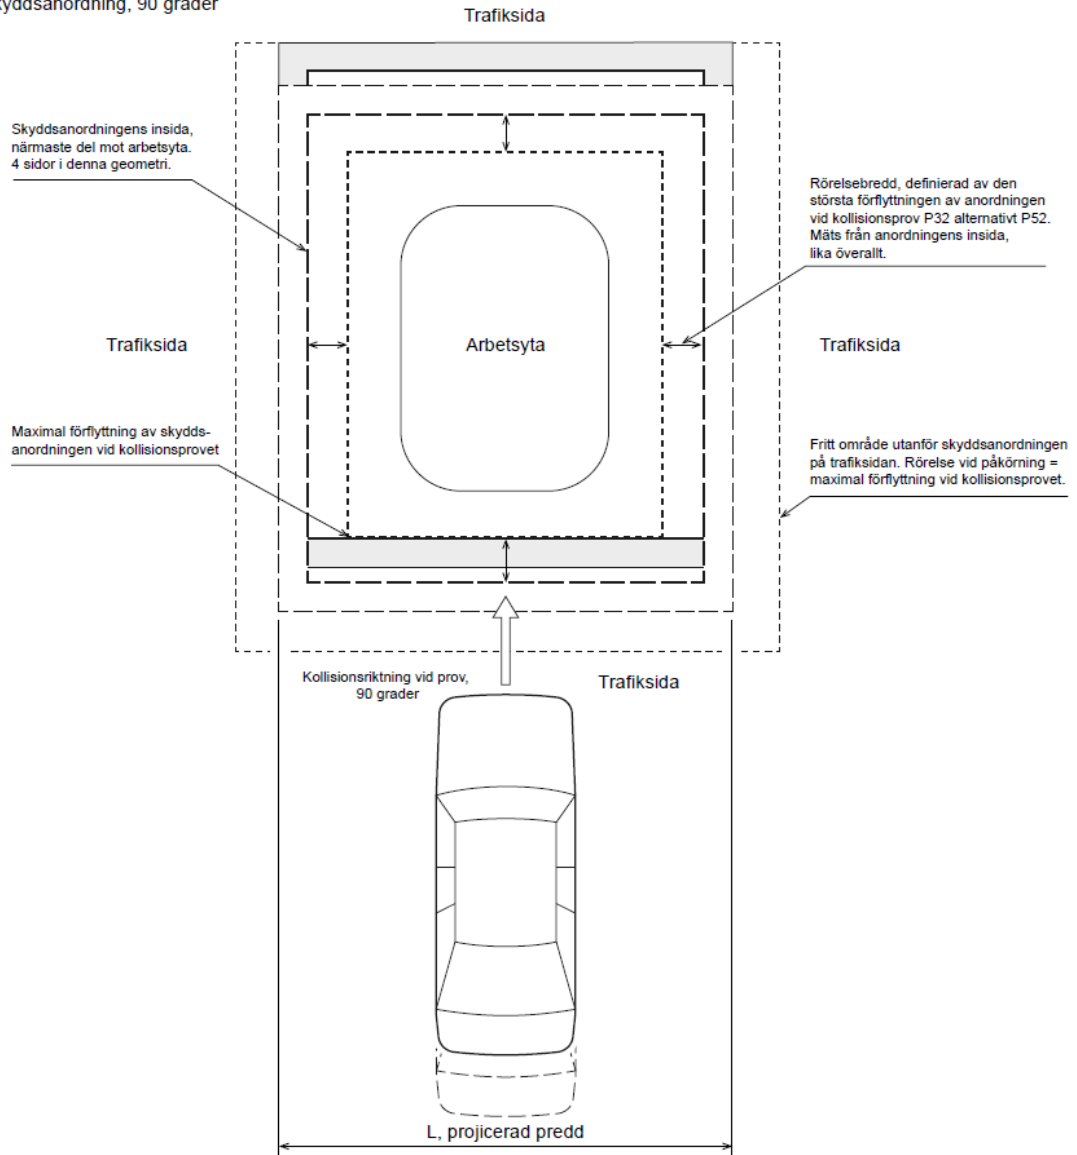 kyddsanordning, 90 grader
Trafiksida
Skyddsanordningens insida,
närmaste del mot arbetsyta.
4 sidor i denna geometri.
Rörelsebredd, definierad av den
största förflyttningen av anordningen
vid kollisionsprov P32 alternativt P52.
Mäts från anordningens insida,
lika överallt.
Trafiksida
Arbetsyta
Trafiksida
Maximal förflyttning av skydds-
anordningen vid kollisionsprovet
Fritt område utanför skyddsanordningen
på trafiksidan. Rörelse vid påkörning =
maximal förflyttning vid kollisionsprovet.
Kollisionsriktning vid prov,
90 grader
Trafiksida
L, projicerad predd